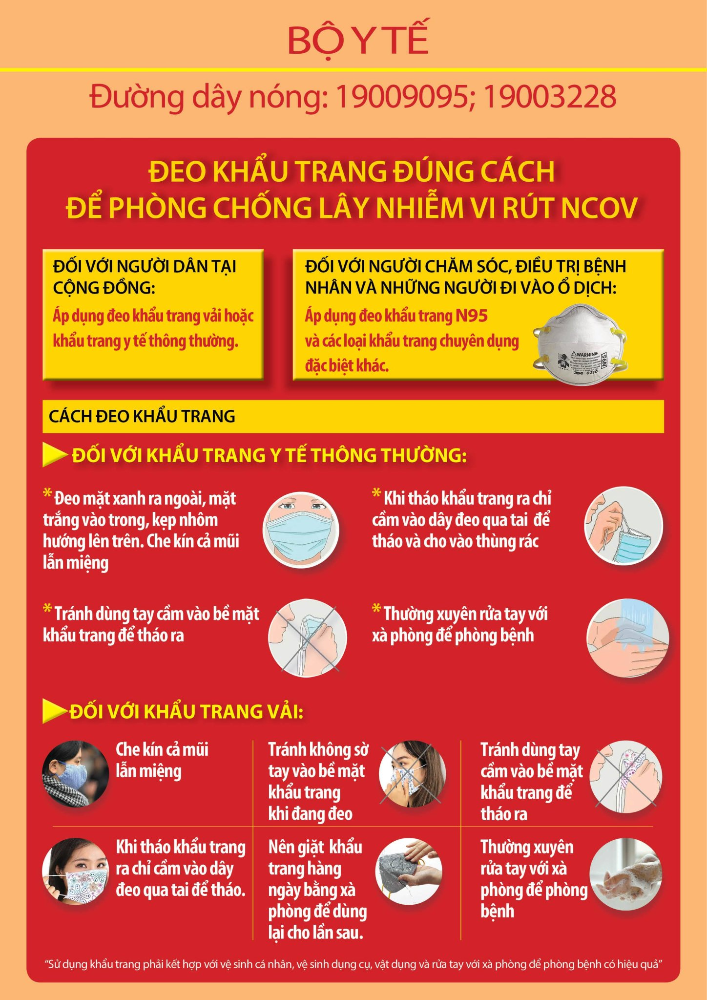 BỘ Y TẾ
Đường dây nóng: 19009095; 19003228
ĐEO KHẨU TRANG ĐÚNG CÁCH
ĐỂ PHÒNG CHỐNG LÂY NHIỄM VI RÚT NCOV
ĐỐI VỚI NGƯỜI DÂN TẠI
CỘNG ĐỒNG:
Áp dụng đeo khẩu trang vải hoặc
khẩu trang y tế thông thường.
ĐỐI VỚI NGƯỜI CHĂM SÓC, ĐIỀU TRỊ BỆNH
NHÂN VÀ NHỮNG NGƯỜI ĐI VÀO Ổ DỊCH:
Áp dụng đeo khẩu trang N95
và các loại khẩu trang chuyên dụng
đặc biệt khác.
WARNING
N95
3M 8210
CÁCH ĐEO KHẨU TRANG
ĐỐI VỚI KHẨU TRANG Y TẾ THÔNG THƯỜNG:
* Đeo mặt xanh ra ngoài, mặt
trắng vào trong, kẹp nhôm
hướng lên trên. Che kín cả mũi
lẫn miệng
* Khi tháo khẩu trang ra chỉ
cầm vào dây đeo qua tai để
tháo và cho vào thùng rác
* Tránh dùng tay cầm vào bề mặt
khẩu trang để tháo ra
* Thường xuyên rửa tay với
xà phòng để phòng bệnh
ĐỐI VỚI KHẨU TRANG VẢI:
Che kín cả mũi
lẫn miệng
Tránh không sờ
tay vào bề mặt
khẩu trang
khi đang đeo
Tránh dùng tay
cầm vào bề mặt
khẩu trang để
tháo ra
Khi tháo khẩu trang
ra chỉ cầm vào dây
đeo qua tai để tháo.
Nên giặt khẩu
trang hàng
ngày bằng xà
phòng để dùng
lại cho lần sau.
Thường xuyên
rửa tay với xà
phòng để phòng
bệnh
“Sử dụng khẩu trang phải kết hợp với vệ sinh cá nhân, vệ sinh dụng cụ, vật dụng và rửa tay với xà phòng để phòng bệnh có hiệu quả”